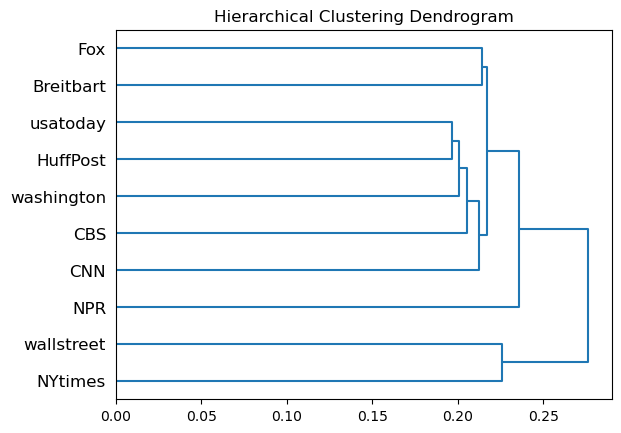 Hierarchical Clustering Dendrogram
Fox
Breitbart
usatoday
HuffPost
washington
CBS
CNN
NPR
wallstreet
NYtimes
0.00 0.05 0.10 0.15 0.20 0.25